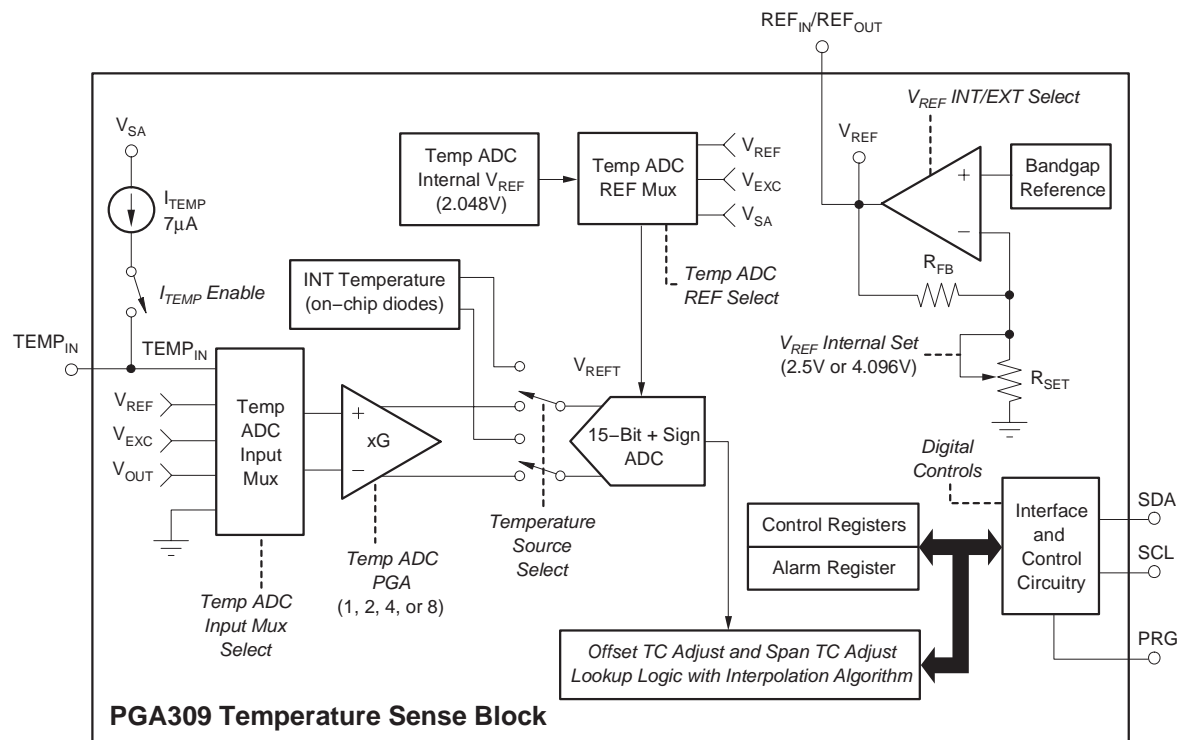 REFIN/REFOUT
VREF INT/EXT Select
VSA
VREF
Temp ADC
Internal VREF
(2.048V)
Temp ADC
REF Mux
VREF
VEXC
VSA
+
−
Bandgap
Reference
ITEMP
7µA
ITEMP Enable
INT Temperature
(on−chip diodes)
Temp ADC
REF Select
RFB
TEMPIN
TEMPIN
VREFT
VREF Internal Set
(2.5V or 4.096V)
RSET
VREF
VEXC
VOUT
Temp
ADC
Input
Mux
+
xG
−
15−Bit + Sign
ADC
Digital
Controls
Temperature
Source
Select
Control Registers
Alarm Register
Interface
and
Control
Circuitry
SDA
SCL
PRG
Temp ADC
PGA
(1, 2, 4, or 8)
Temp ADC
Input Mux
Select
Offset TC Adjust and Span TC Adjust
Lookup Logic with Interpolation Algorithm
PGA309 Temperature Sense Block